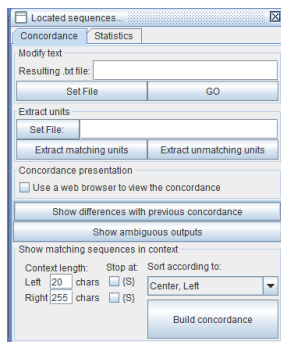 Located sequences...
Concordance Statistics
Modify text
Resulting .txt file:
Set File GO
Extract units
Set File:
Extract matching units Extract unmatching units
Concordance presentation
Use a web browser to view the concordance
Show differences with previous concordance
Show ambiguous outputs
Show matching sequences in context
Context length: Stop at: Sort according to:
Left 20 chars {S} Center, Left
Right 255 chars {S}
Build concordance